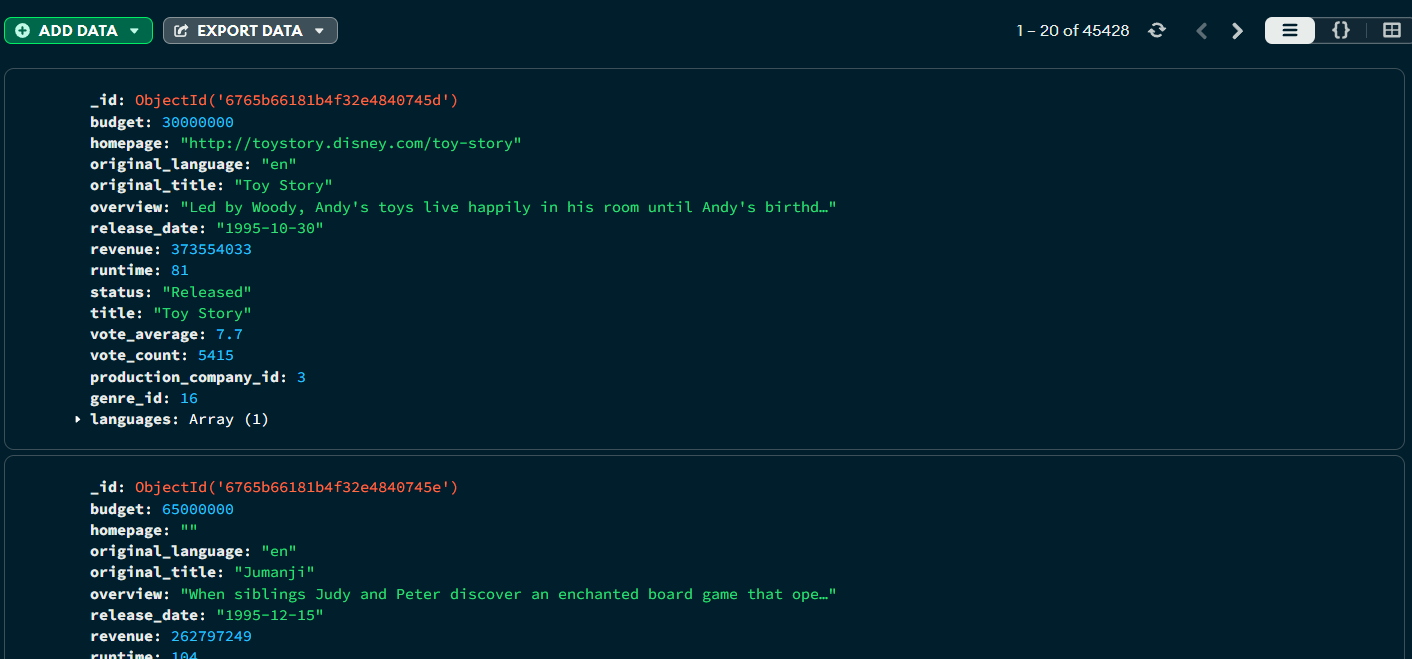 ADD DATA
EXPORT DATA
1 – 20 of 45428
_id: ObjectId('6765b66181b4f32e4840745d')
budget: 30000000
homepage: "http://toystory.disney.com/toy-story"
original_language: "en"
original_title: "Toy Story"
overview: "Led by Woody, Andy's toys live happily in his room until Andy's birthd…"
release_date: "1995-10-30"
revenue: 373554033
runtime: 81
status: "Released"
title: "Toy Story"
vote_average: 7.7
vote_count: 5415
production_company_id: 3
genre_id: 16
languages: Array (1)
_id: ObjectId('6765b66181b4f32e4840745e')
budget: 65000000
homepage: ""
original_language: "en"
original_title: "Jumanji"
overview: "When siblings Judy and Peter discover an enchanted board game that ope…"
release_date: "1995-12-15"
revenue: 262797249
runtime: 104